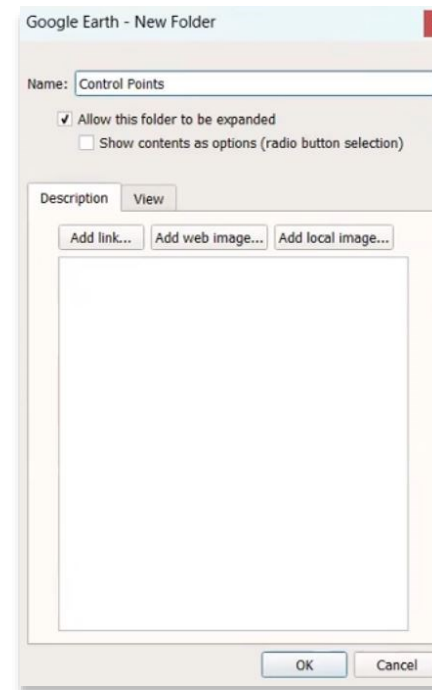 Google Earth - New Folder
Name: Control Points
Allow this folder to be expanded
Show contents as options (radio button selection)
Description View
Add link... Add web image... Add local image...
OK Cancel